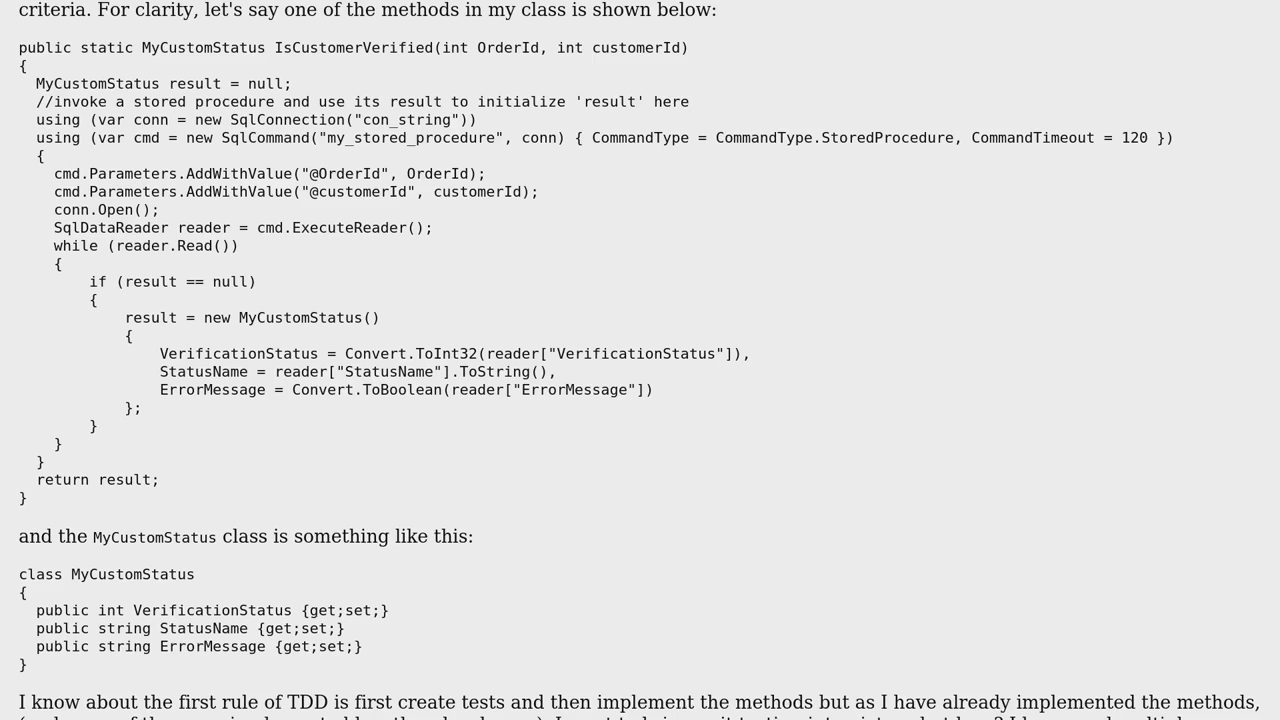 criteria. For clarity, let's say one of the methods in my class is shown below:
public static MyCustomStatus IsCustomerVerified(int OrderId, int customerId)
{
MyCustomStatus result = null;
//invoke a stored procedure and use its result to initialize 'result' here
using (var conn = new SqlConnection("con_string"))
using (var cmd = new SqlCommand("my_stored_procedure", conn) { CommandType = CommandType.StoredProcedure, CommandTimeout = 120 })
{
cmd.Parameters.AddWithValue("@OrderId", OrderId);
cmd.Parameters.AddWithValue("@customerId", customerId);
conn.Open();
SqlDataReader reader = cmd.ExecuteReader();
while (reader.Read())
{
if (result == null)
{
result = new MyCustomStatus()
{
VerificationStatus = Convert.ToInt32(reader["VerificationStatus"]),
StatusName = reader["StatusName"].ToString(),
ErrorMessage = Convert.ToBoolean(reader["ErrorMessage"])
};
}
}
}
return result;
}
and the MyCustomStatus class is something like this:
class MyCustomStatus
{
public int VerificationStatus {get;set;}
public string StatusName {get;set;}
public string ErrorMessage {get;set;}
}
I know about the first rule of TDD is first create tests and then implement the methods but as I have already implemented the methods,